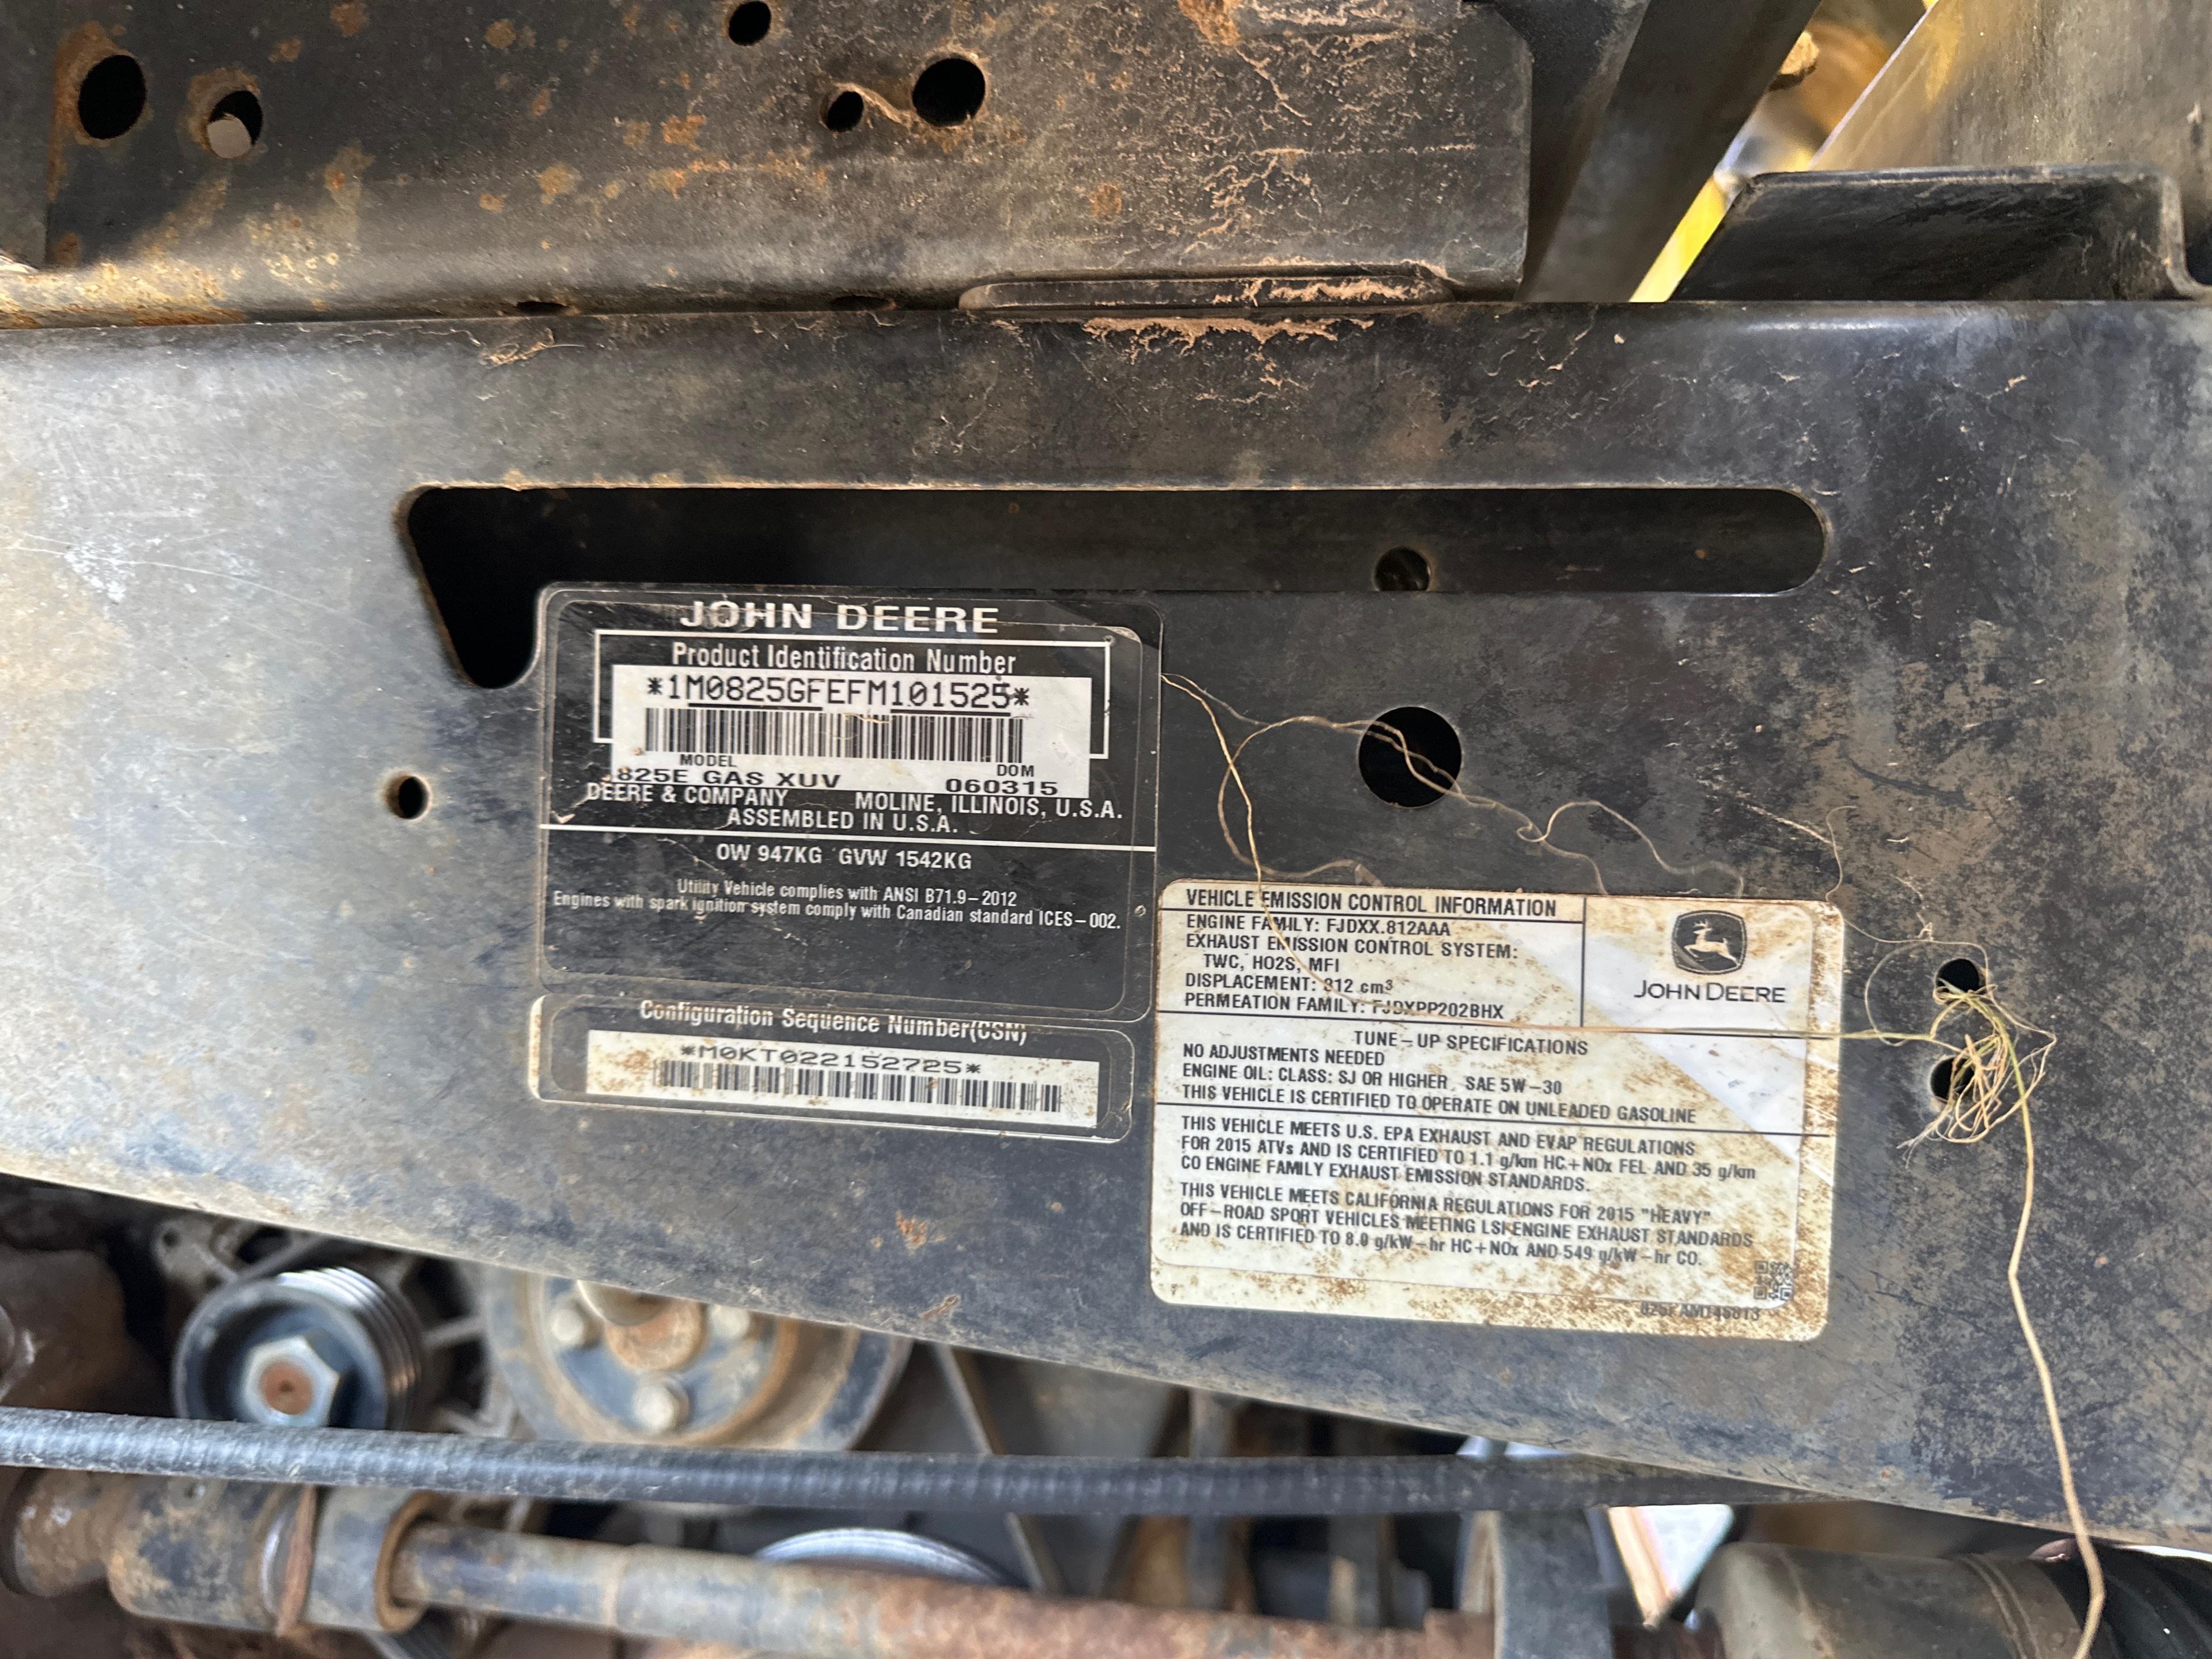 JOHN DEERE
Product Identification Number
*1M0825GFEFM101525*
MODEL DOM
825E GAS XUV 060315
DEERE & COMPANY MOLINE, ILLINOIS, U.S.A.
ASSEMBLED IN U.S.A.
OW 947KG GVW 1542KG
Utility Vehicle complies with ANSI B71.9-2012
Engines with spark ignition system comply with Canadian standard ICES-002.
Configuration Sequence Number(CSN)
*M0KT022152725*
VEHICLE EMISSION CONTROL INFORMATION
ENGINE FAMILY: FJDXX.812AAA
EXHAUST EMISSION CONTROL SYSTEM:
TWC, HO2S, MFI
DISPLACEMENT: 812 cm³
PERMEATION FAMILY: FJDXPP202BHX
JOHN DEERE
TUNE-UP SPECIFICATIONS
NO ADJUSTMENTS NEEDED
ENGINE OIL: CLASS: SJ OR HIGHER SAE 5W-30
THIS VEHICLE IS CERTIFIED TO OPERATE ON UNLEADED GASOLINE
THIS VEHICLE MEETS U.S. EPA EXHAUST AND EVAP REGULATIONS
FOR 2015 ATVs AND IS CERTIFIED TO 1.1 g/km HC+NOx FEL AND 35 g/km
CO ENGINE FAMILY EXHAUST EMISSION STANDARDS.
THIS VEHICLE MEETS CALIFORNIA REGULATIONS FOR 2015 "HEAVY"
OFF-ROAD SPORT VEHICLES MEETING LSI ENGINE EXHAUST STANDARDS
AND IS CERTIFIED TO 8.0 g/kW-hr HC+NOx AND 549 g/kW-hr CO.